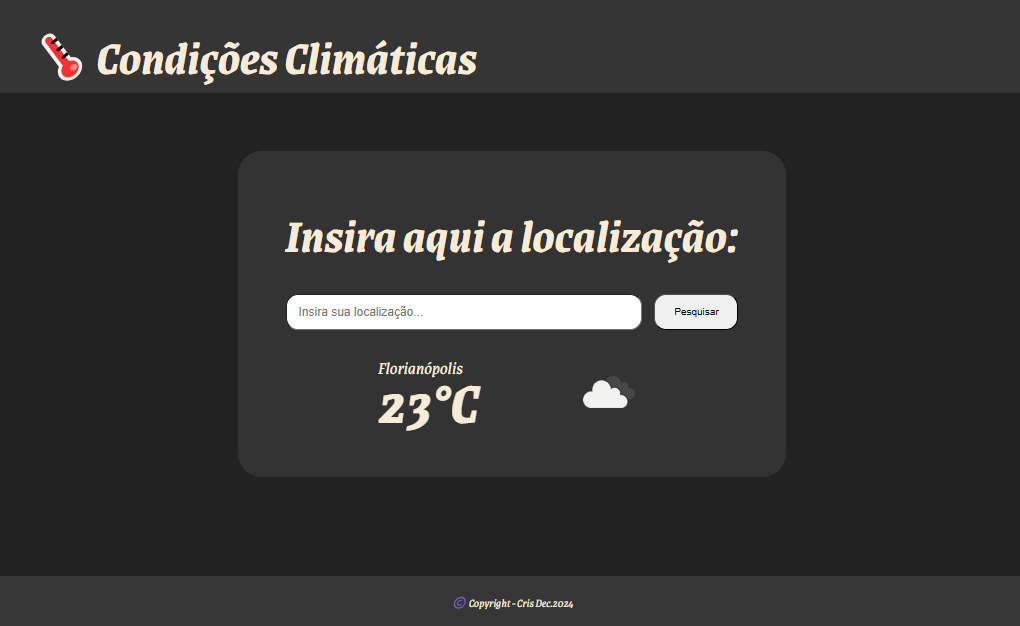 Condições Climáticas
Insira aqui a localização:
Insira sua localização...
Pesquisar
Florianópolis
23°C
© Copyright - Cris Dec.2024